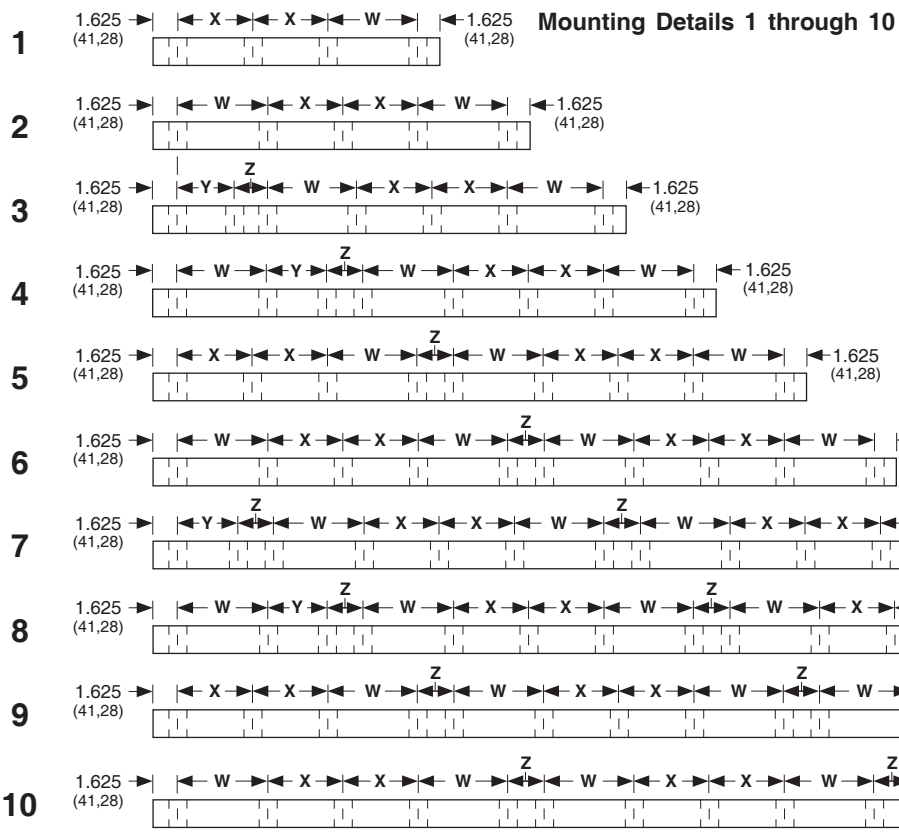 Mounting Details 1 through 10
1.625 X X W 1.625
1 (41,28) (41,28)
1.625 W X X W 1.625
2 (41,28) (41,28)
Z
1.625 Y W X X W 1.625
3 (41,28) (41,28)
Z
1.625 W Y W X X W 1.625
4 (41,28) (41,28)
Z
1.625 X X W W X X W 1.625
5 (41,28) (41,28)
Z
1.625 W X X W W X X W
6 (41,28)
Z Z
1.625 Y W X X W W X X
7 (41,28)
Z Z
1.625 W Y W X X W W X
8 (41,28)
Z Z
1.625 X X W W X X W W
9 (41,28)
Z Z
1.625 W X X W W X X W
10 (41,28)